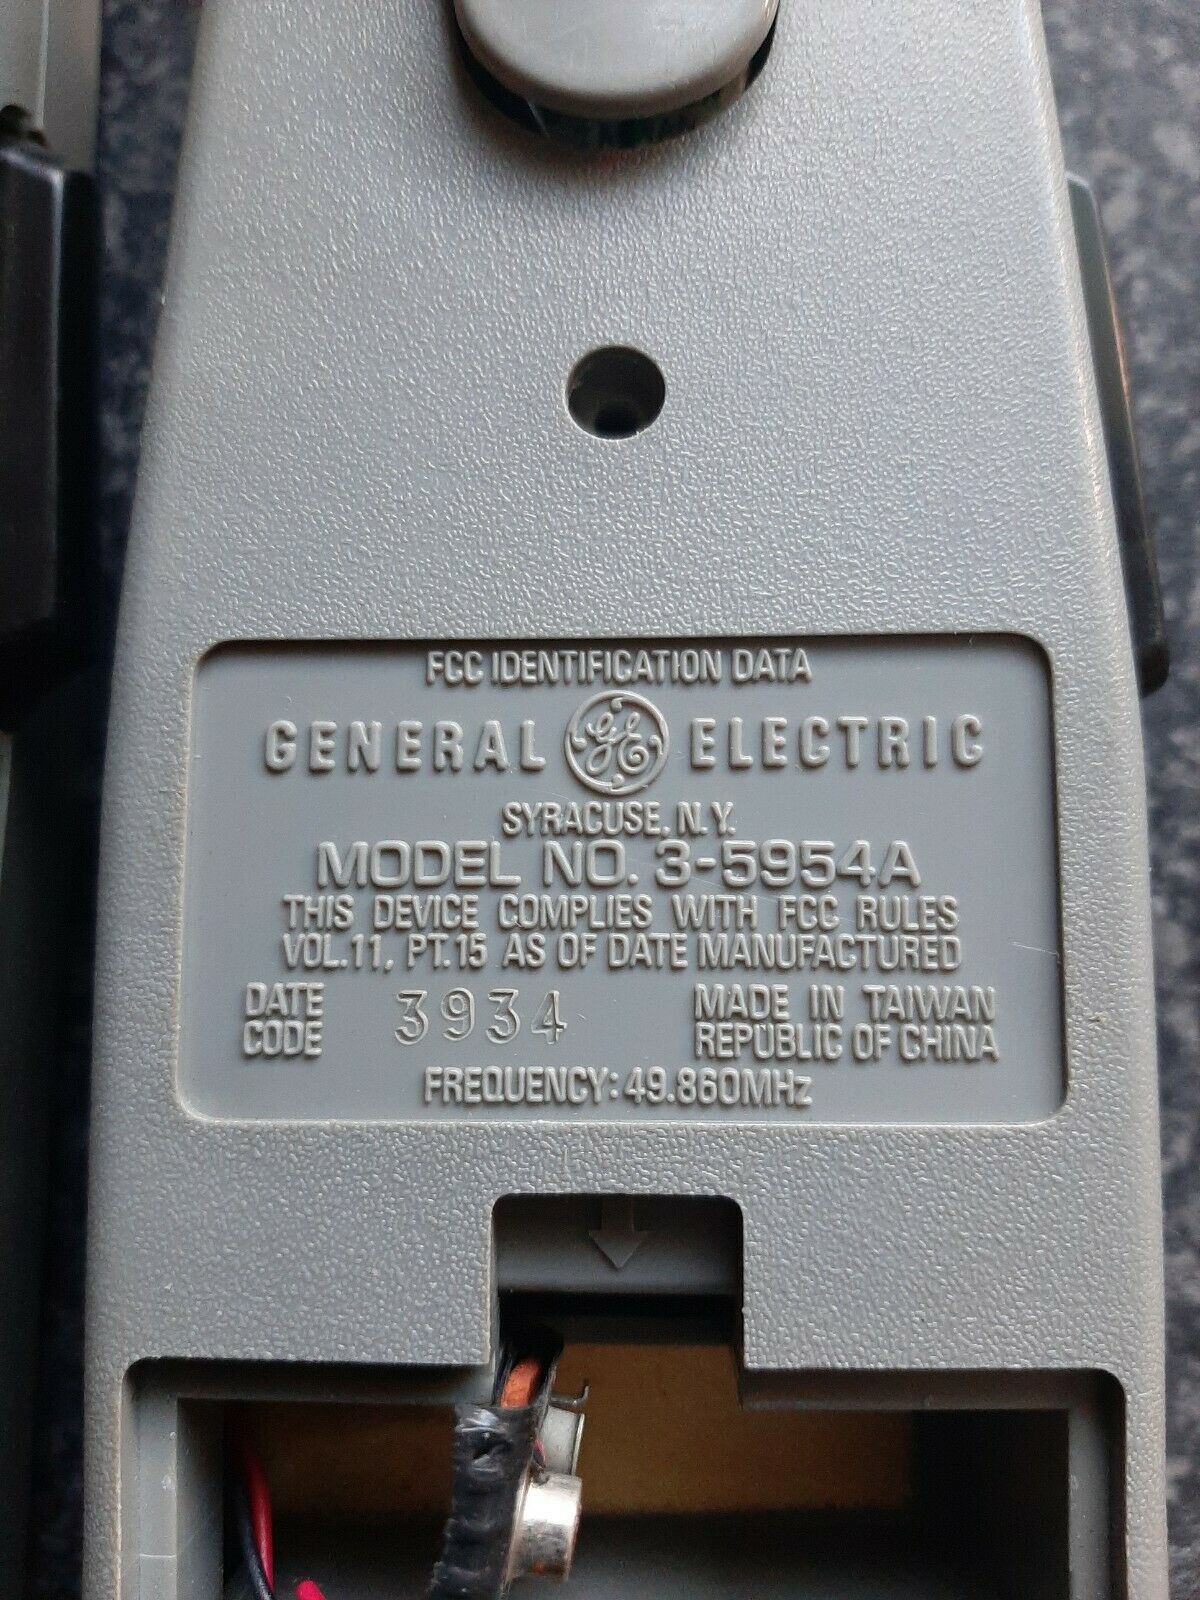 FCC IDENTIFICATION DATA
GENERAL GE ELECTRIC
SYRACUSE, N.Y.
MODEL NO. 3-5954A
THIS DEVICE COMPLIES WITH FCC RULES
VOL.11, PT.15 AS OF DATE MANUFACTURED
DATE CODE 3934
MADE IN TAIWAN
REPUBLIC OF CHINA
FREQUENCY: 49.860MHz